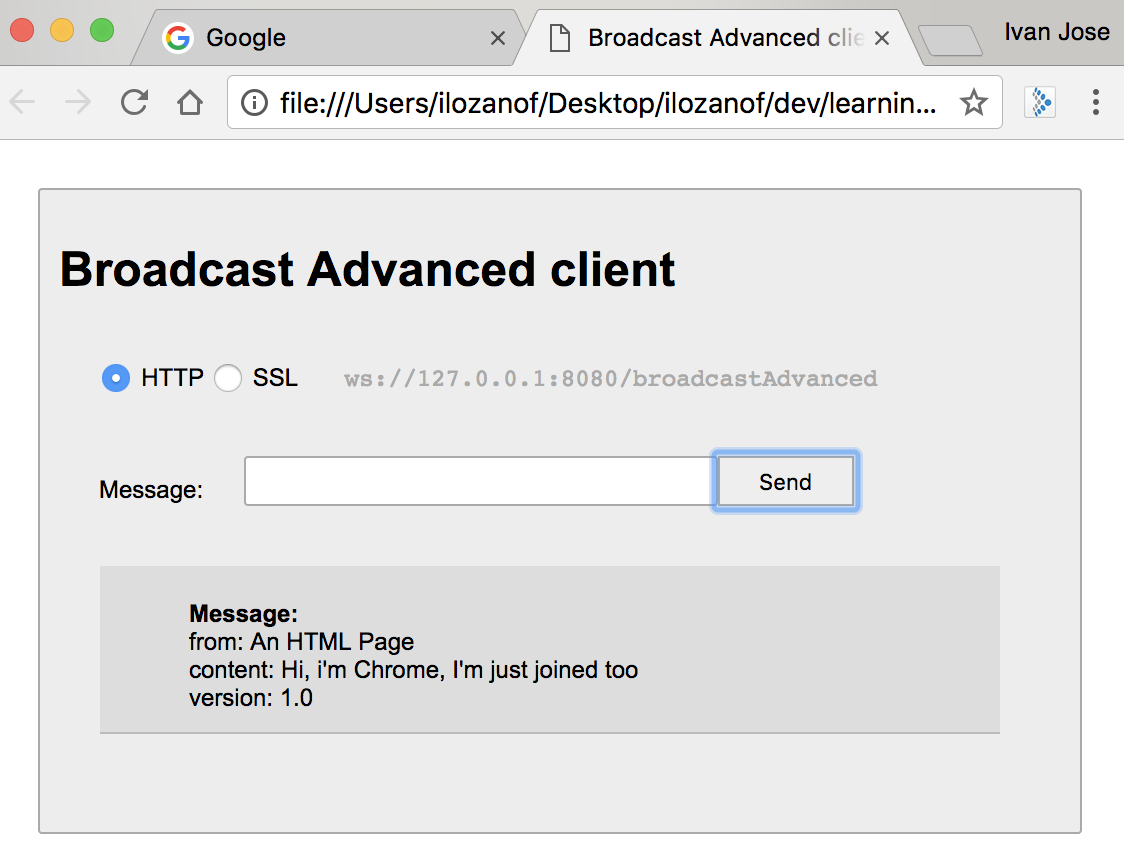 Google
Broadcast Advanced clie
Ivan Jose
file:///Users/ilozanof/Desktop/ilozanof/dev/learnin...
Broadcast Advanced client
HTTP SSL ws://127.0.0.1:8080/broadcastAdvanced
Message: Send
Message:
from: An HTML Page
content: Hi, i'm Chrome, I'm just joined too
version: 1.0